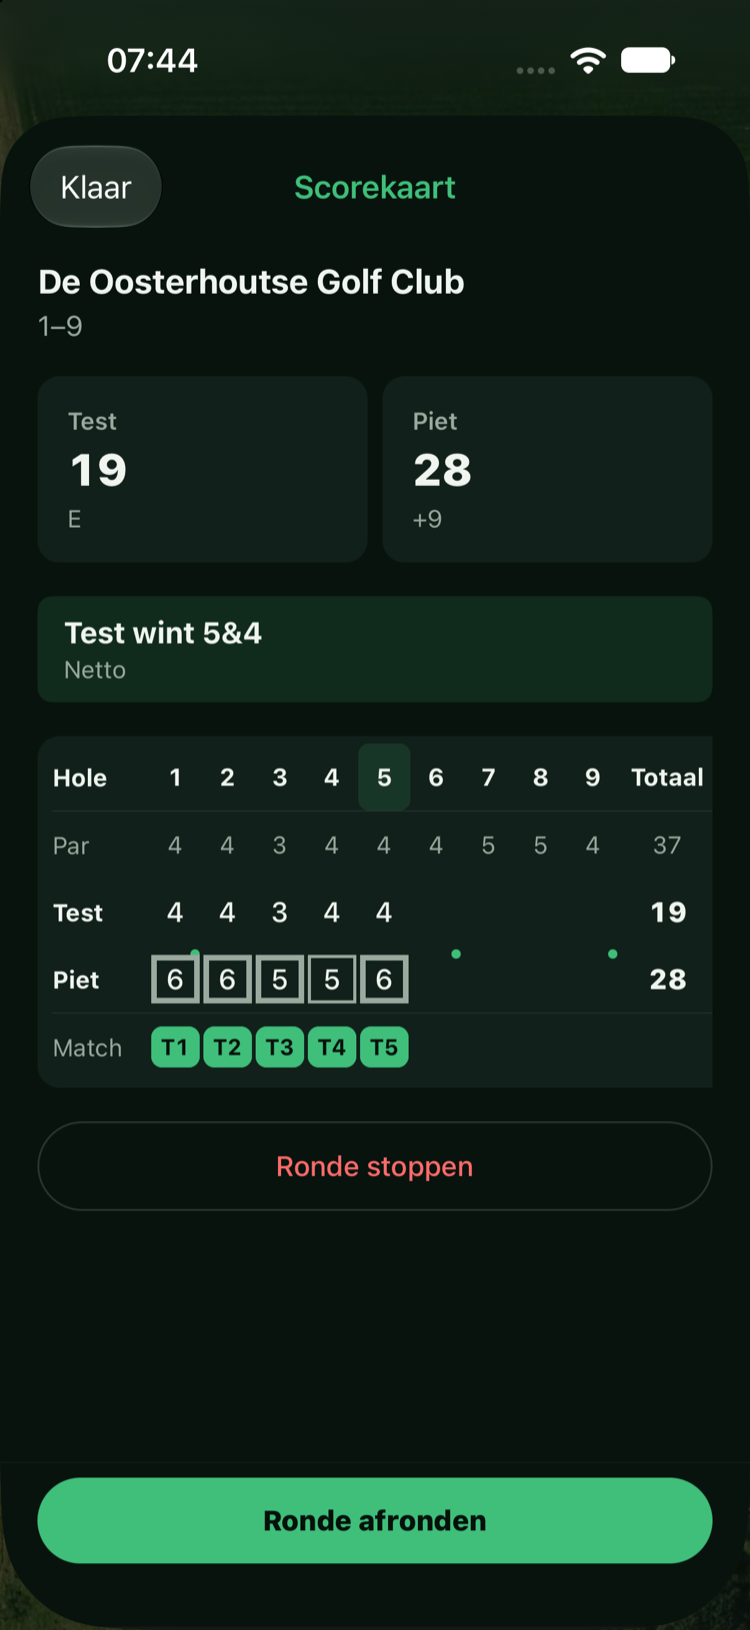 07:44
Klaar
Scorekaart
De Oosterhoutse Golf Club
1–9
Test
19
E
Piet
28
+9
Test wint 5&4
Netto
Hole 1 2 3 4 5 6 7 8 9 Totaal
Par 4 4 3 4 4 4 5 5 4 37
Test 4 4 3 4 4 19
Piet 6 6 5 5 6 28
Match T1 T2 T3 T4 T5
Ronde stoppen
Ronde afronden